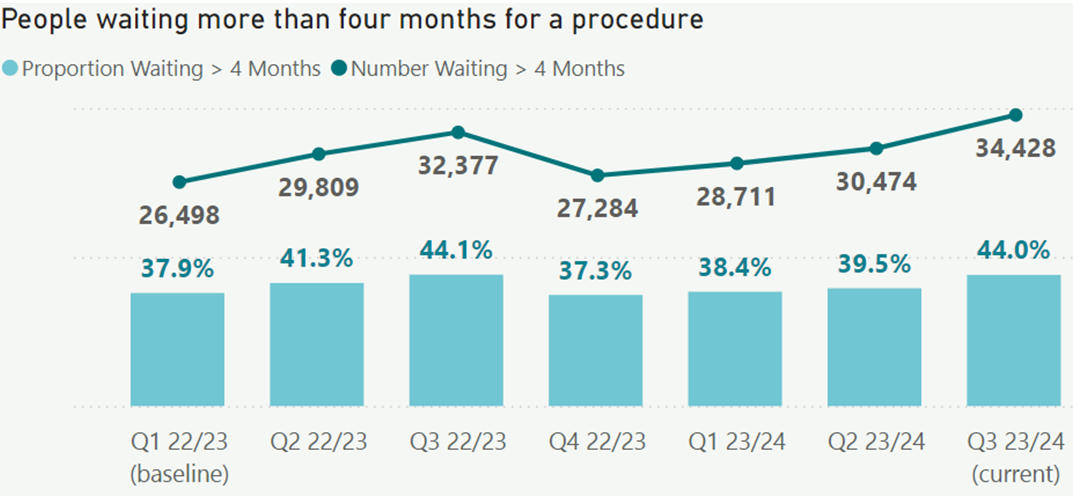 People waiting more than four months for a procedure
Proportion Waiting > 4 Months Number Waiting > 4 Months
26,498 29,809 32,377 27,284 28,711 30,474 34,428
37.9% 41.3% 44.1% 37.3% 38.4% 39.5% 44.0%
Q1 22/23 Q2 22/23 Q3 22/23 Q4 22/23 Q1 23/24 Q2 23/24 Q3 23/24
(baseline) (current)